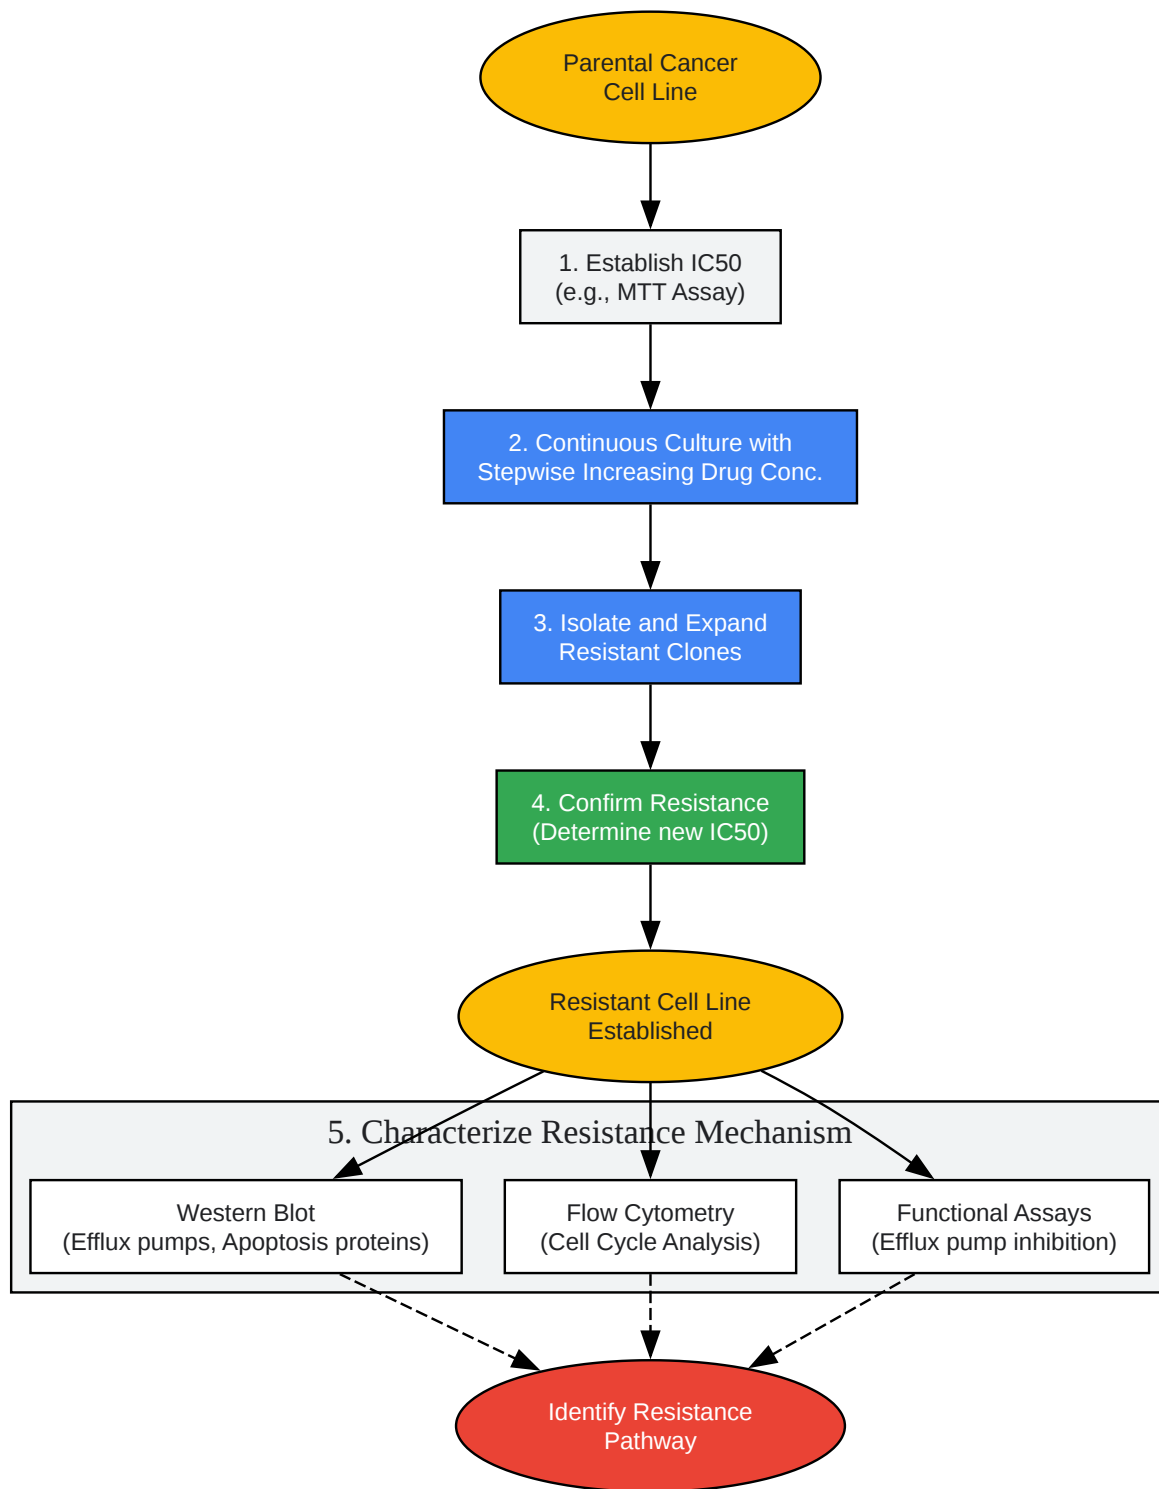 Parental Cancer
Cell Line
1. Establish IC50
(e.g., MTT Assay)
2. Continuous Culture with
Stepwise Increasing Drug Conc.
3. Isolate and Expand
Resistant Clones
4. Confirm Resistance
(Determine new IC50)
Resistant Cell Line
Established
5. Characterize Resistance Mechanism
Western Blot
(Efflux pumps, Apoptosis proteins)
Flow Cytometry
(Cell Cycle Analysis)
Functional Assays
(Efflux pump inhibition)
Identify Resistance
Pathway